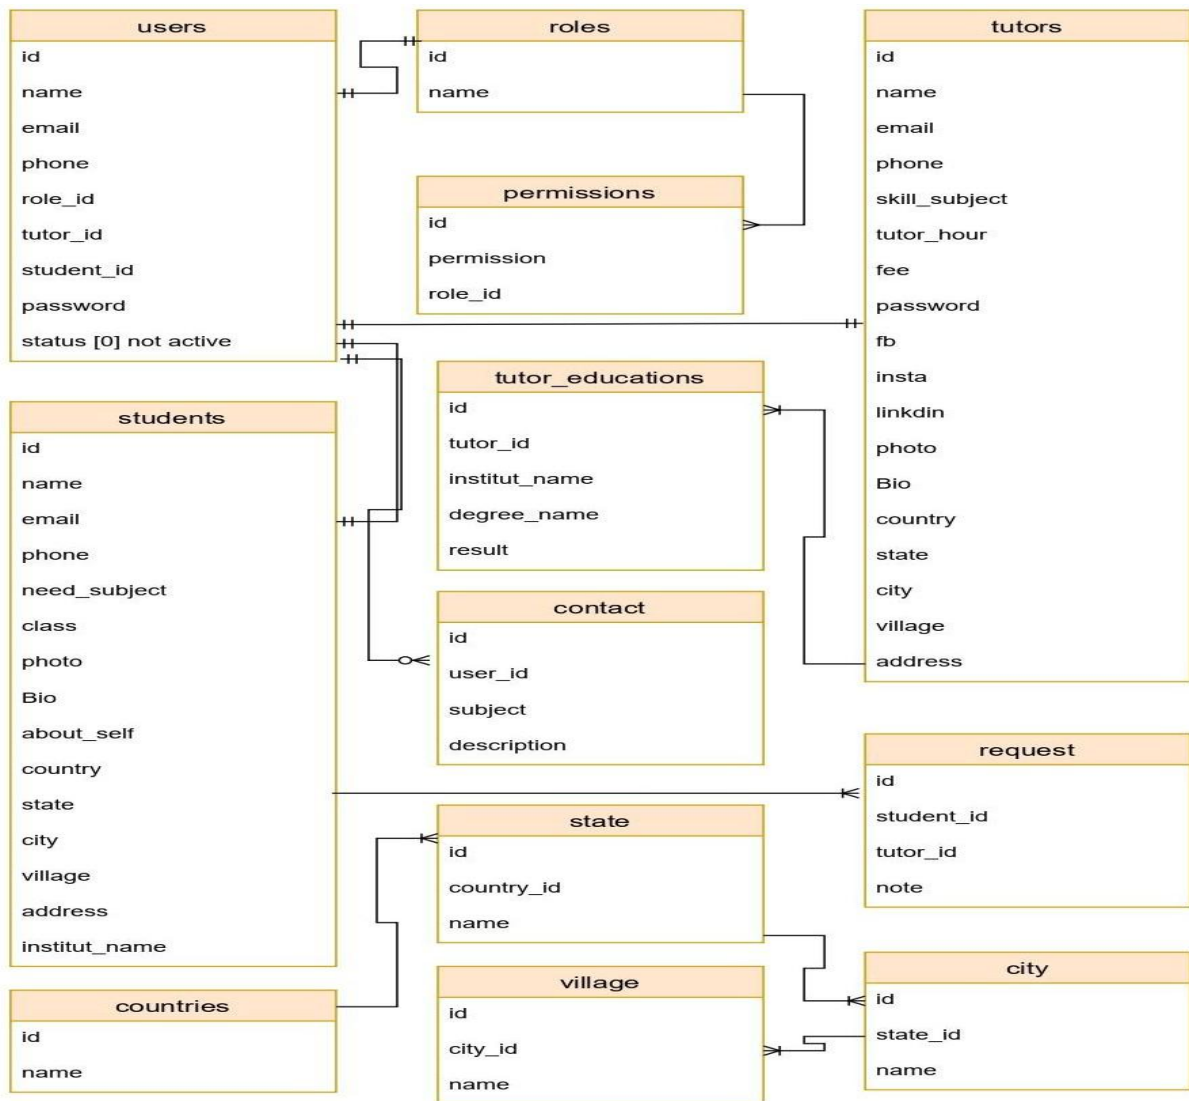 users
id
name
email
phone
role_id
tutor_id
student_id
password
status [0] not active
roles
id
name
tutors
id
name
email
phone
skill_subject
tutor_hour
fee
password
fb
insta
linkdin
photo
Bio
country
state
city
village
address
permissions
id
permission
role_id
tutor_educations
id
tutor_id
institut_name
degree_name
result
students
id
name
email
phone
need_subject
class
photo
Bio
about_self
country
state
city
village
address
institut_name
contact
id
user_id
subject
description
request
id
student_id
tutor_id
note
state
id
country_id
name
city
id
state_id
name
village
id
city_id
name
countries
id
name